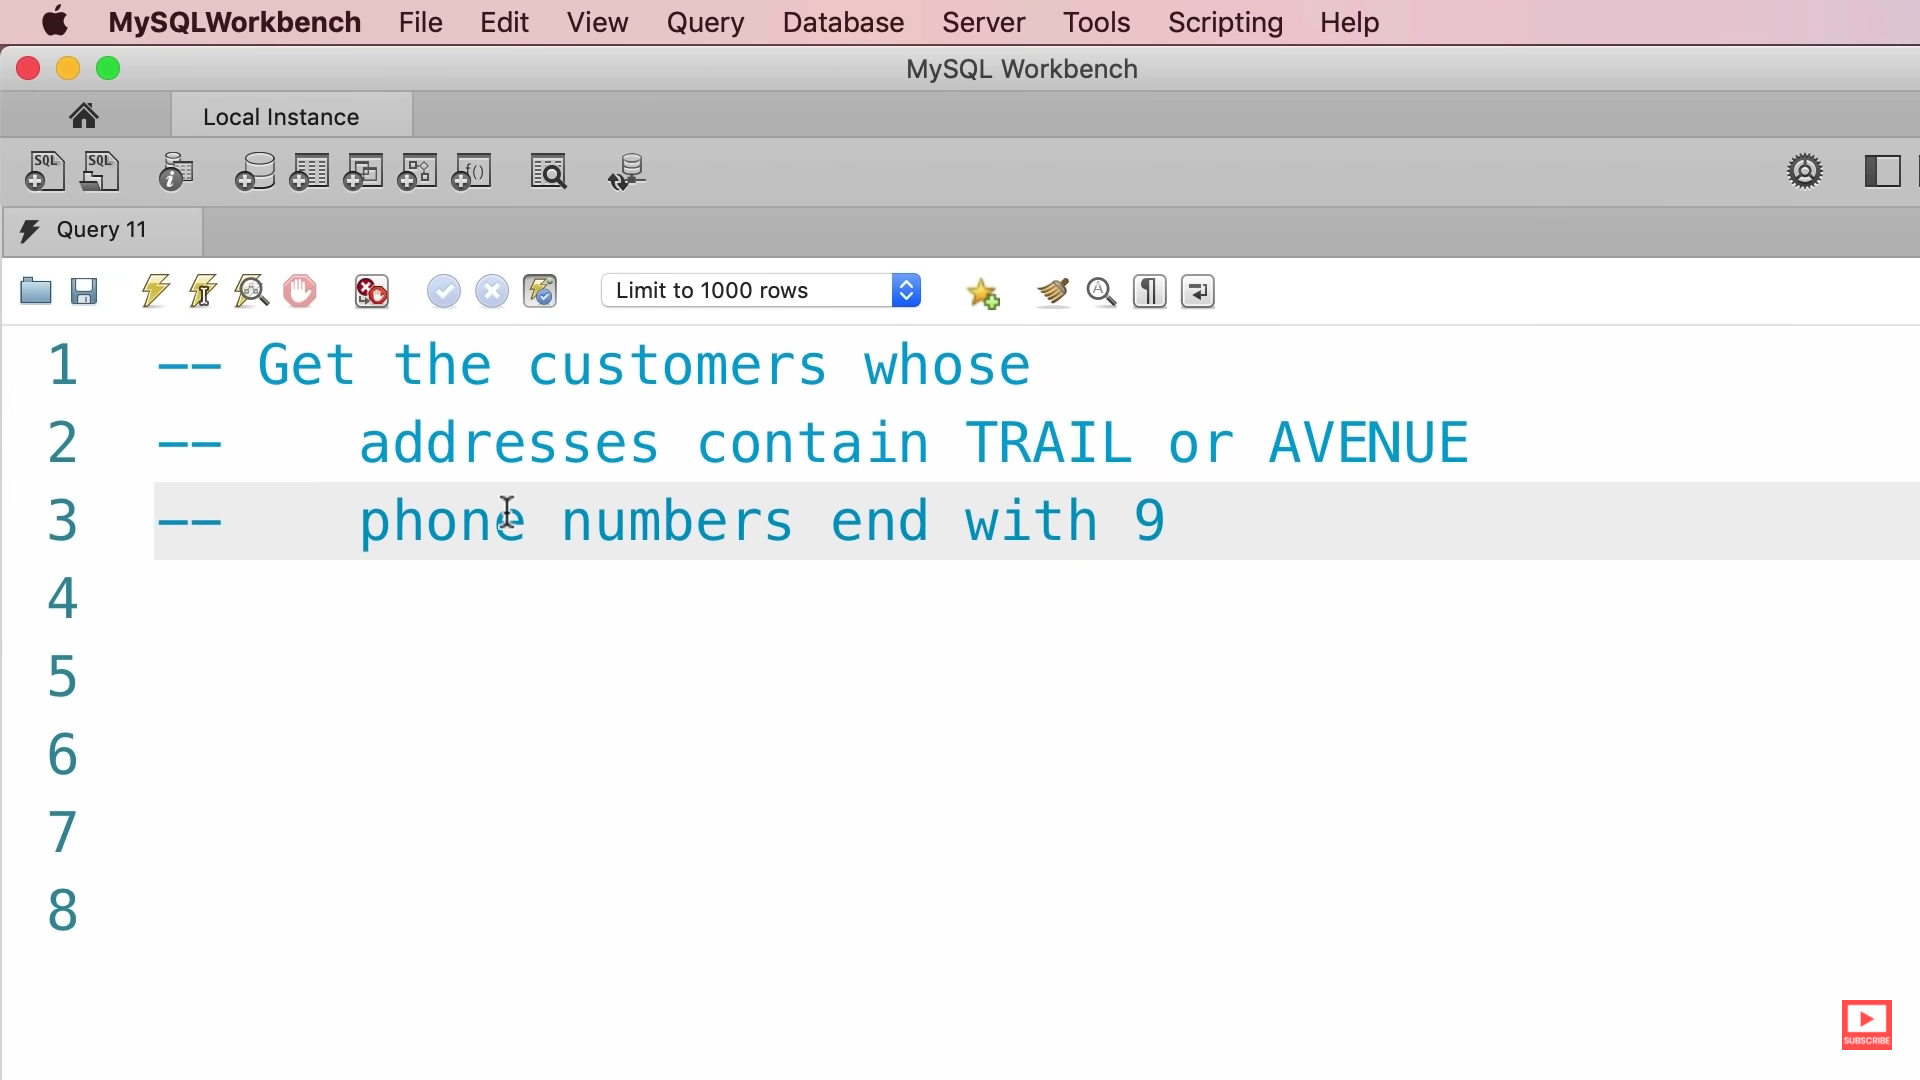 MySQLWorkbench File Edit View Query Database Server Tools Scripting Help
MySQL Workbench
Local Instance
SQL SQL
Query 11
Limit to 1000 rows
1 -- Get the customers whose
2 --    addresses contain TRAIL or AVENUE
3 --    phone numbers end with 9
4
5
6
7
8
SUBSCRIBE